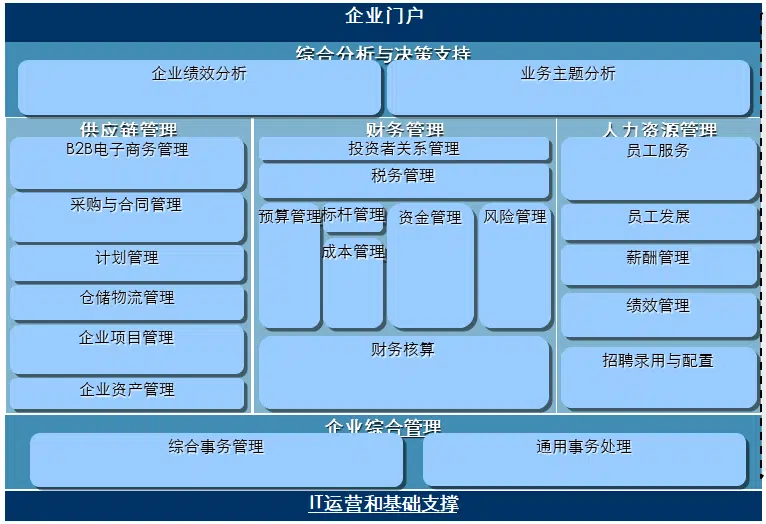 企业门户
综合分析与决策支持
企业绩效分析
业务主题分析
供应链管理
B2B电子商务管理
采购与合同管理
计划管理
仓储物流管理
企业项目管理
企业资产管理
财务管理
投资者关系管理
税务管理
预算管理
标杆管理
成本管理
资金管理
风险管理
财务核算
人力资源管理
员工服务
员工发展
薪酬管理
绩效管理
招聘录用与配置
企业综合管理
综合事务管理
通用事务处理
IT运营和基础支撑